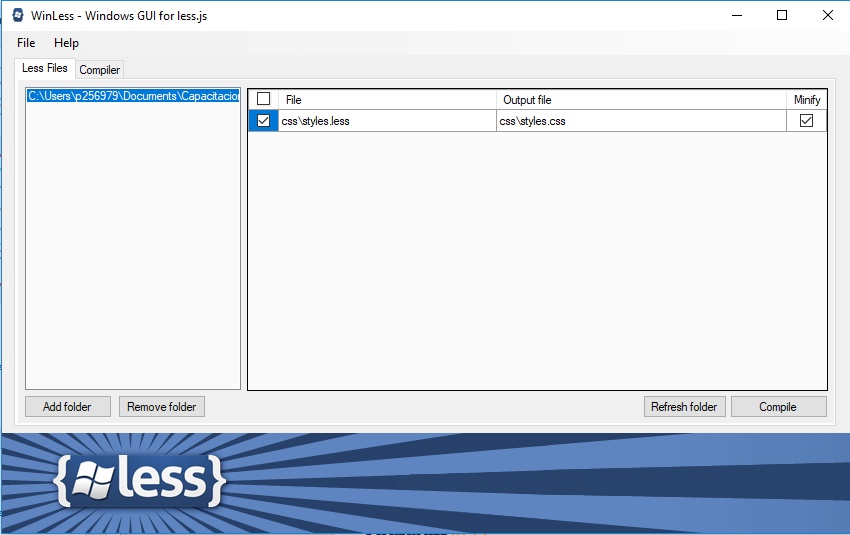 WinLess - Windows GUI for less.js
File Help
Less Files Compiler
C:\Users\p256979\Documents\Capacitacion
File Output file Minify
css\styles.less css\styles.css
Add folder Remove folder Refresh folder Compile
{less}